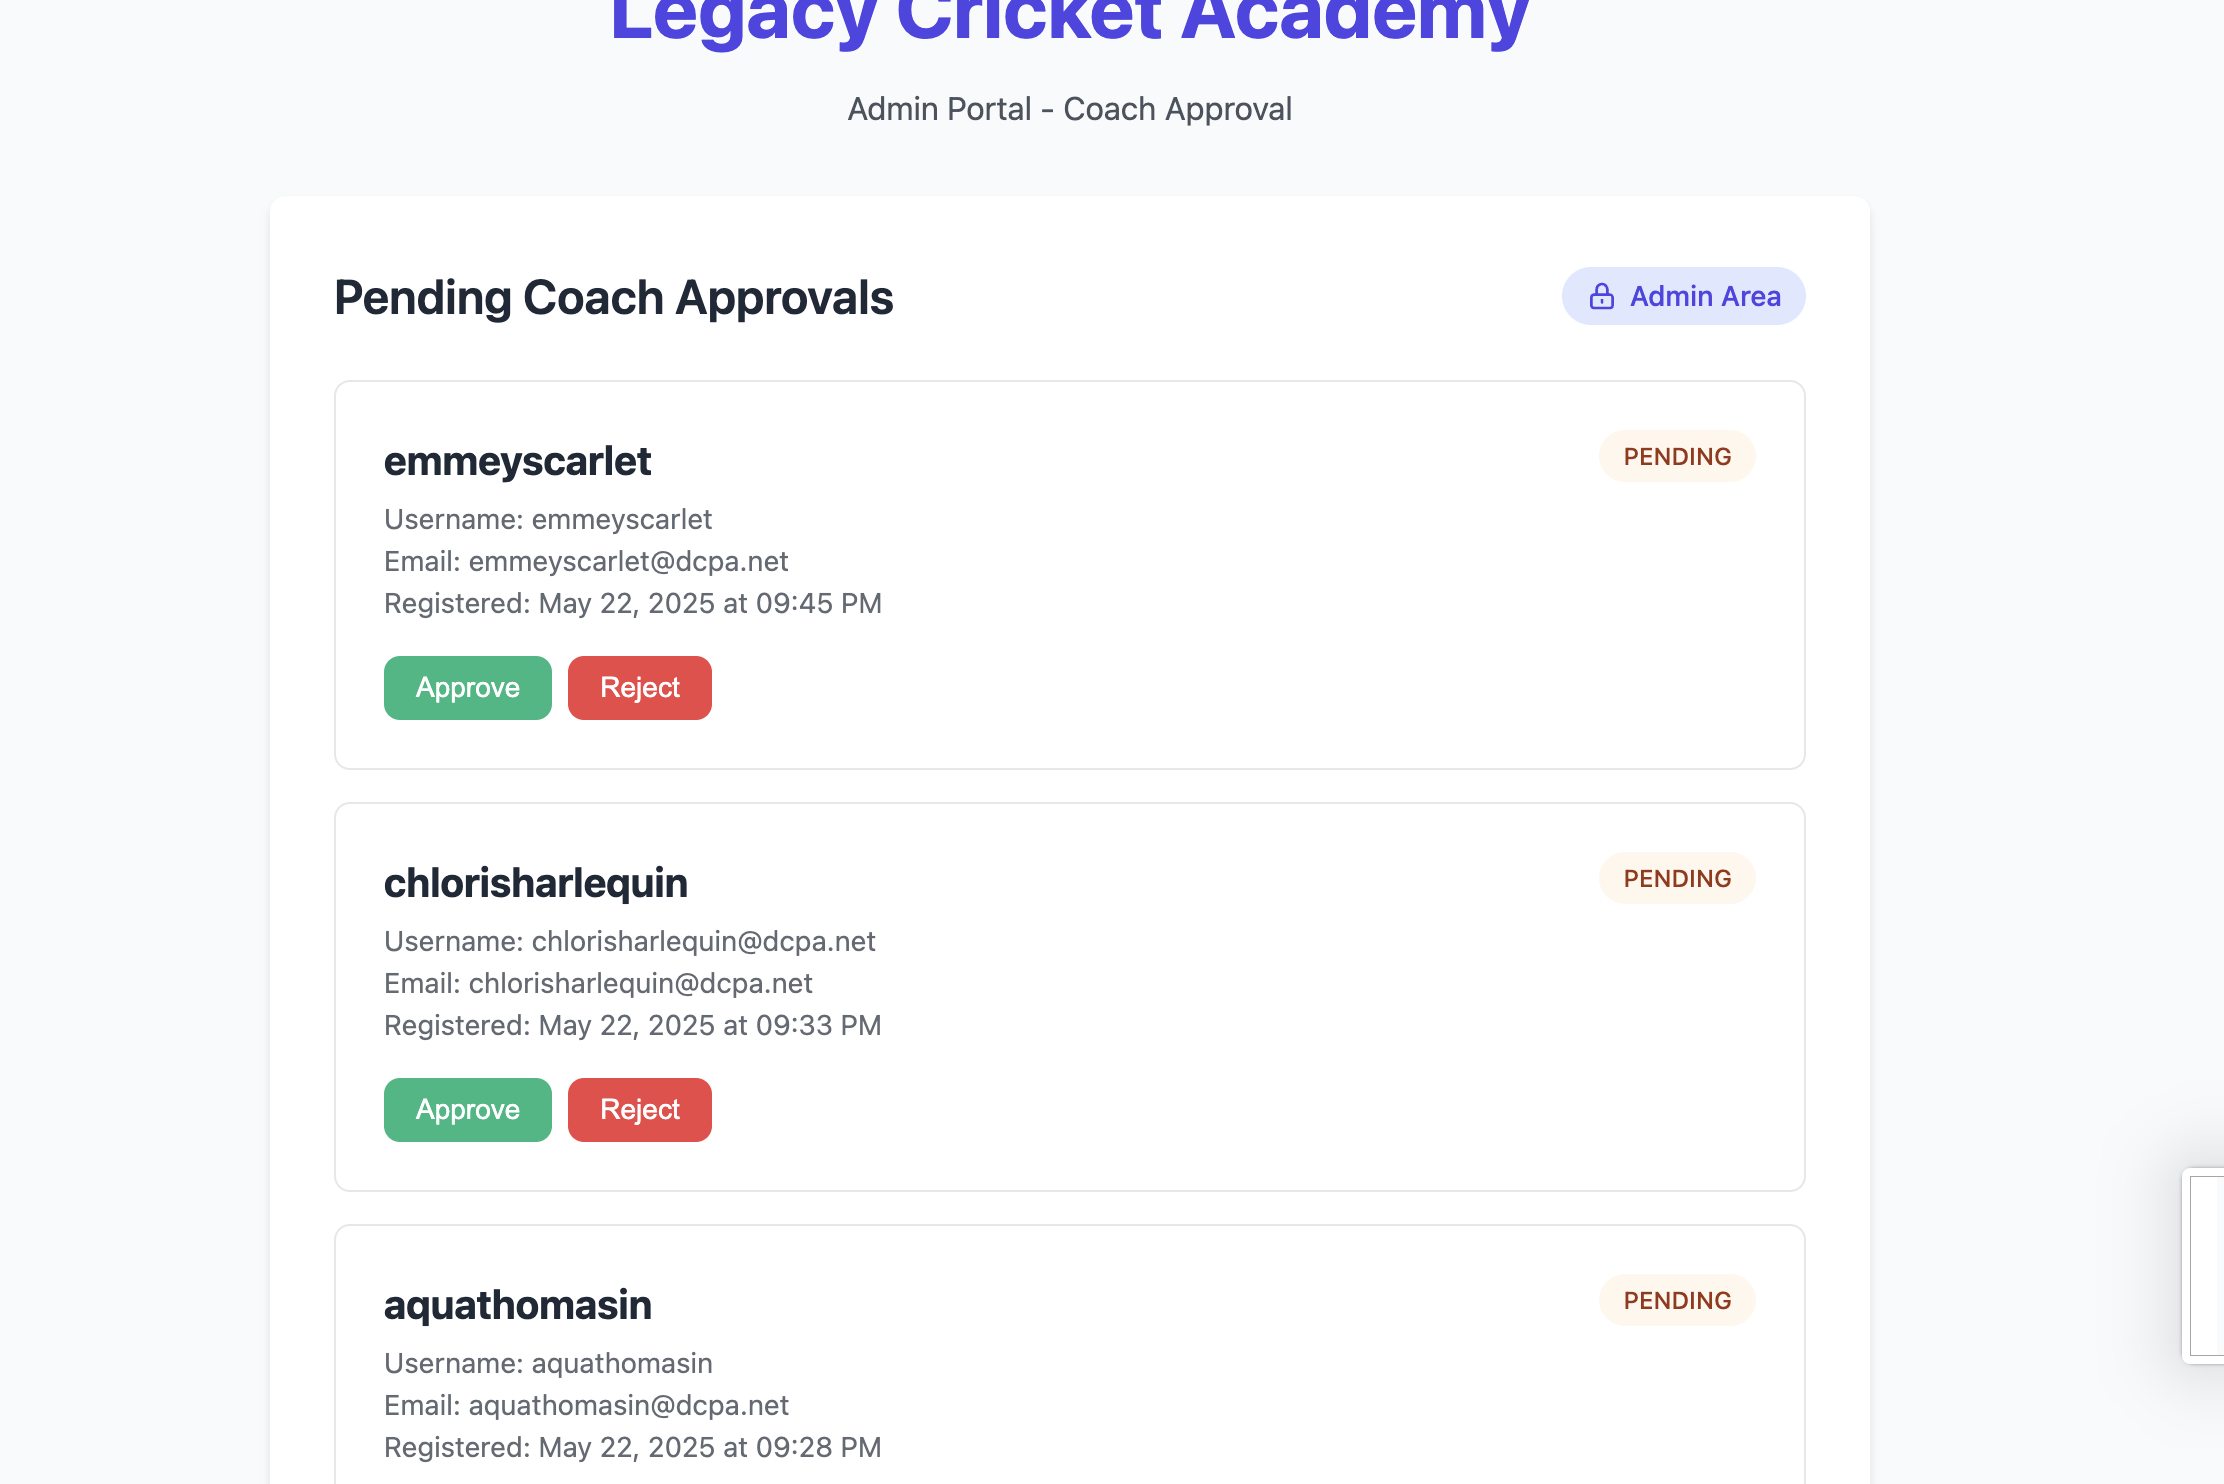 Legacy Cricket Academy
Admin Portal - Coach Approval
Pending Coach Approvals
Admin Area
emmeyscarlet
PENDING
Username: emmeyscarlet
Email: emmeyscarlet@dcpa.net
Registered: May 22, 2025 at 09:45 PM
Approve
Reject
chlorisharlequin
PENDING
Username: chlorisharlequin@dcpa.net
Email: chlorisharlequin@dcpa.net
Registered: May 22, 2025 at 09:33 PM
Approve
Reject
aquathomasin
PENDING
Username: aquathomasin
Email: aquathomasin@dcpa.net
Registered: May 22, 2025 at 09:28 PM